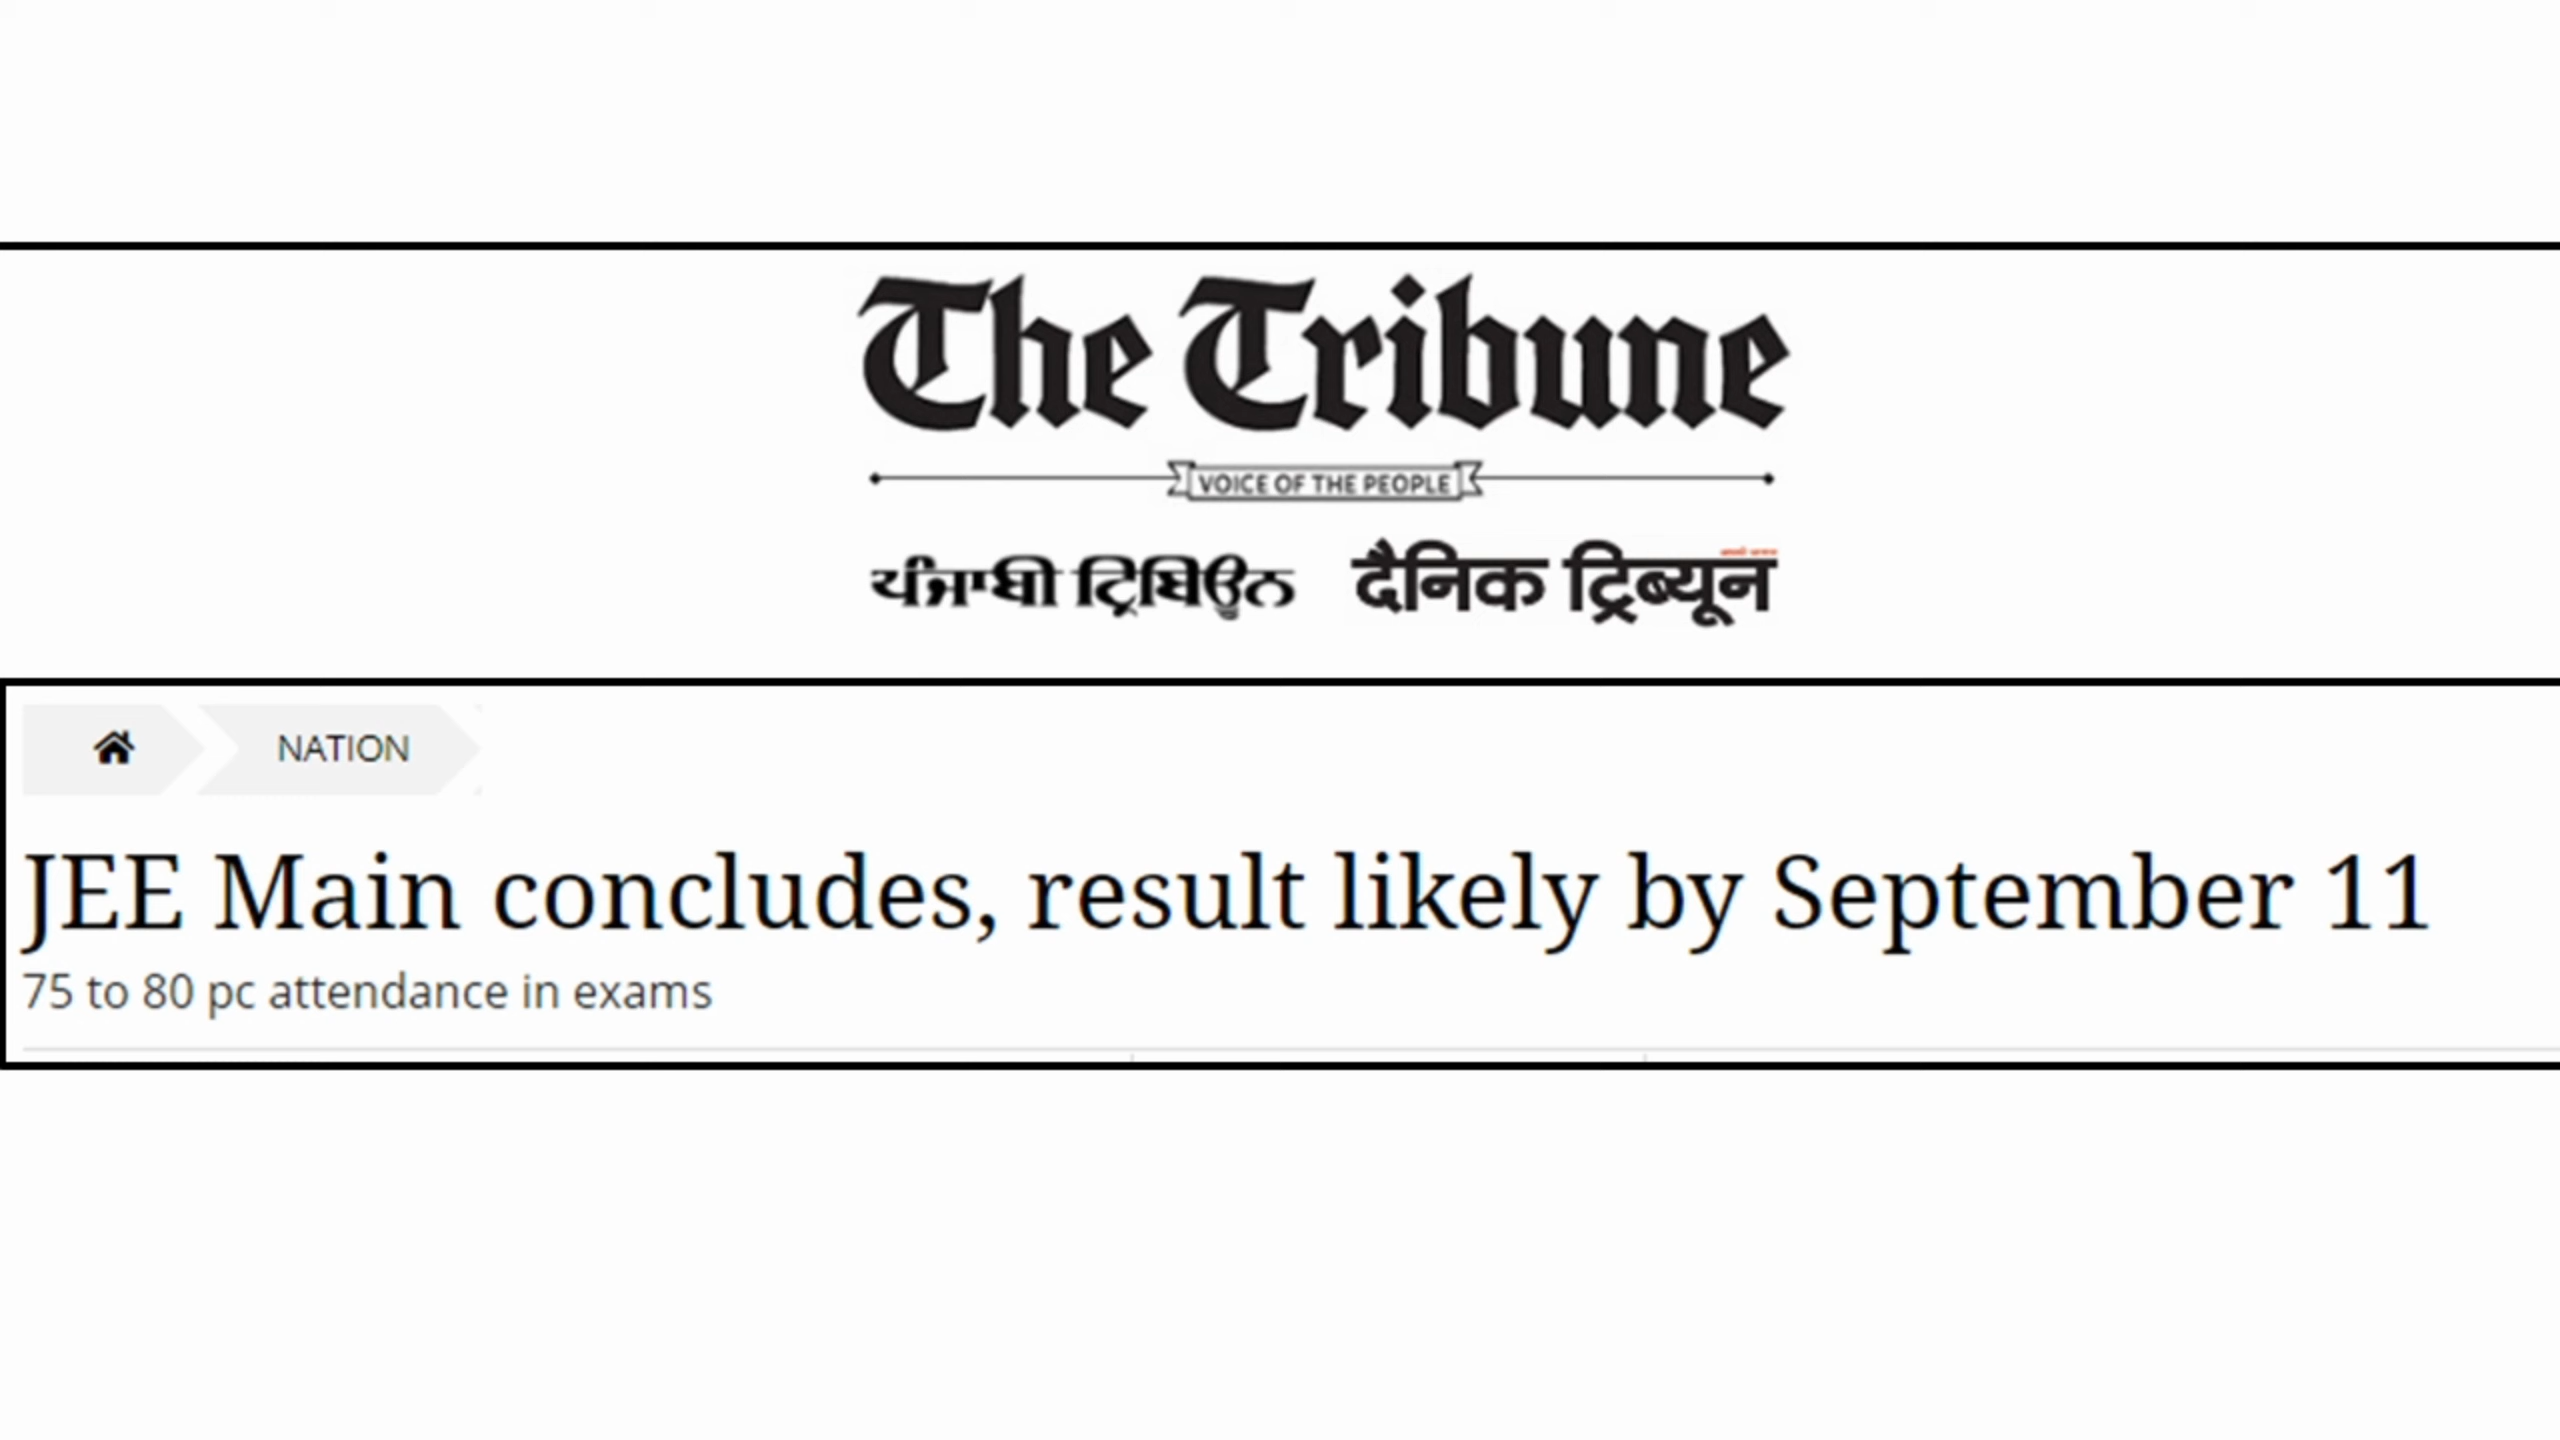 The Tribune
VOICE OF THE PEOPLE
ਪੰਜਾਬੀ ਟ੍ਰਿਬਿਊਨ दैनिक ट्रिब्यून
NATION
JEE Main concludes, result likely by September 11
75 to 80 pc attendance in exams